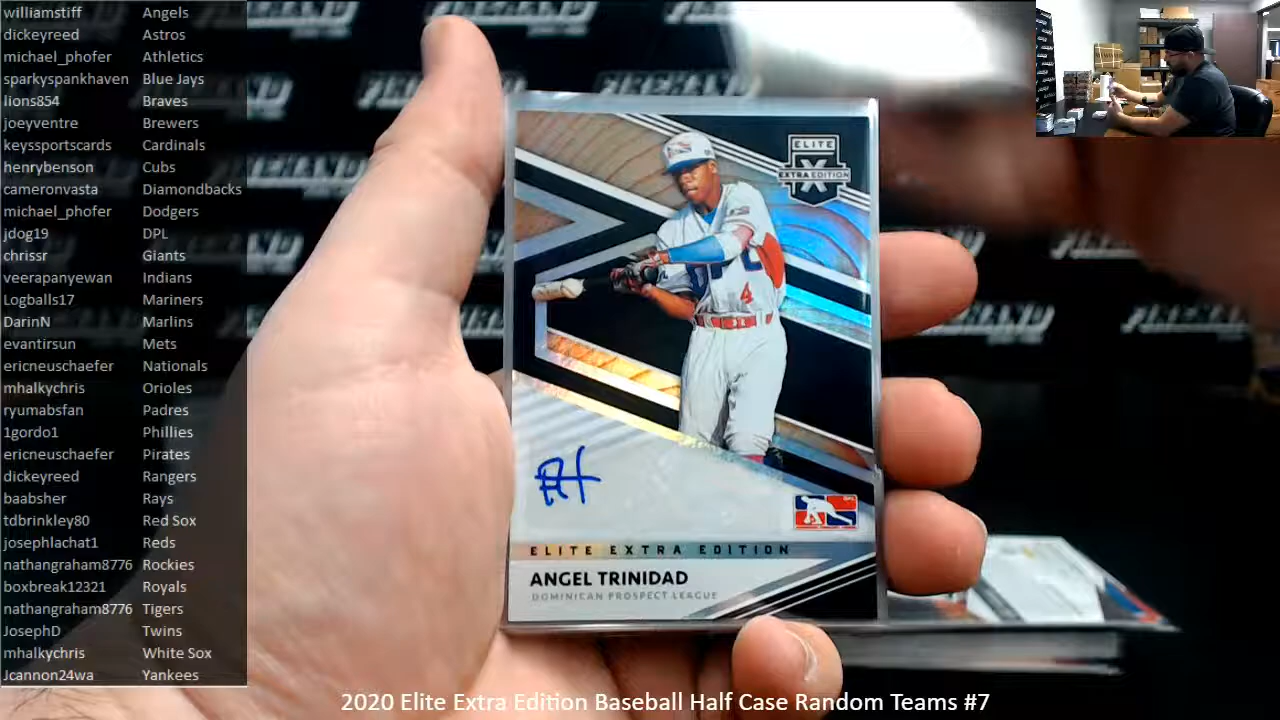 williamstiff Angels
dickeyreed Astros
michael_phofer Athletics
sparkyspankhaven Blue Jays
lions854 Braves
joeyventre Brewers
keyssportscards Cardinals
henrybenson Cubs
cameronvasta Diamondbacks
michael_phofer Dodgers
jdog19 DPL
chrissr Giants
veerapanyewan Indians
Logballs17 Mariners
DarinN Marlins
evantirsun Mets
ericneuschaefer Nationals
mhalkychris Orioles
ryumabsfan Padres
1gordo1 Phillies
ericneuschaefer Pirates
dickeyreed Rangers
baabsher Rays
tdbrinkley80 Red Sox
josephlachat1 Reds
nathangraham8776 Rockies
boxbreak12321 Royals
nathangraham8776 Tigers
JosephD Twins
mhalkychris White Sox
Jcannon24wa Yankees
ELITE
X
EXTRA EDITION
4
ELITE EXTRA EDITION
ANGEL TRINIDAD
DOMINICAN PROSPECT LEAGUE
2020 Elite Extra Edition Baseball Half Case Random Teams #7